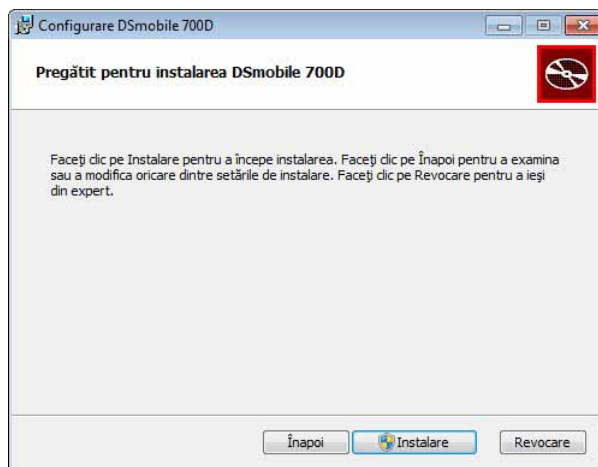 Configurare DSmobile 700D
Pregătit pentru instalarea DSmobile 700D
Faceţi clic pe Instalare pentru a începe instalarea. Faceţi clic pe Înapoi pentru a examina
sau a modifica oricare dintre setările de instalare. Faceţi clic pe Revocare pentru a ieşi
din expert.
Înapoi
Instalare
Revocare